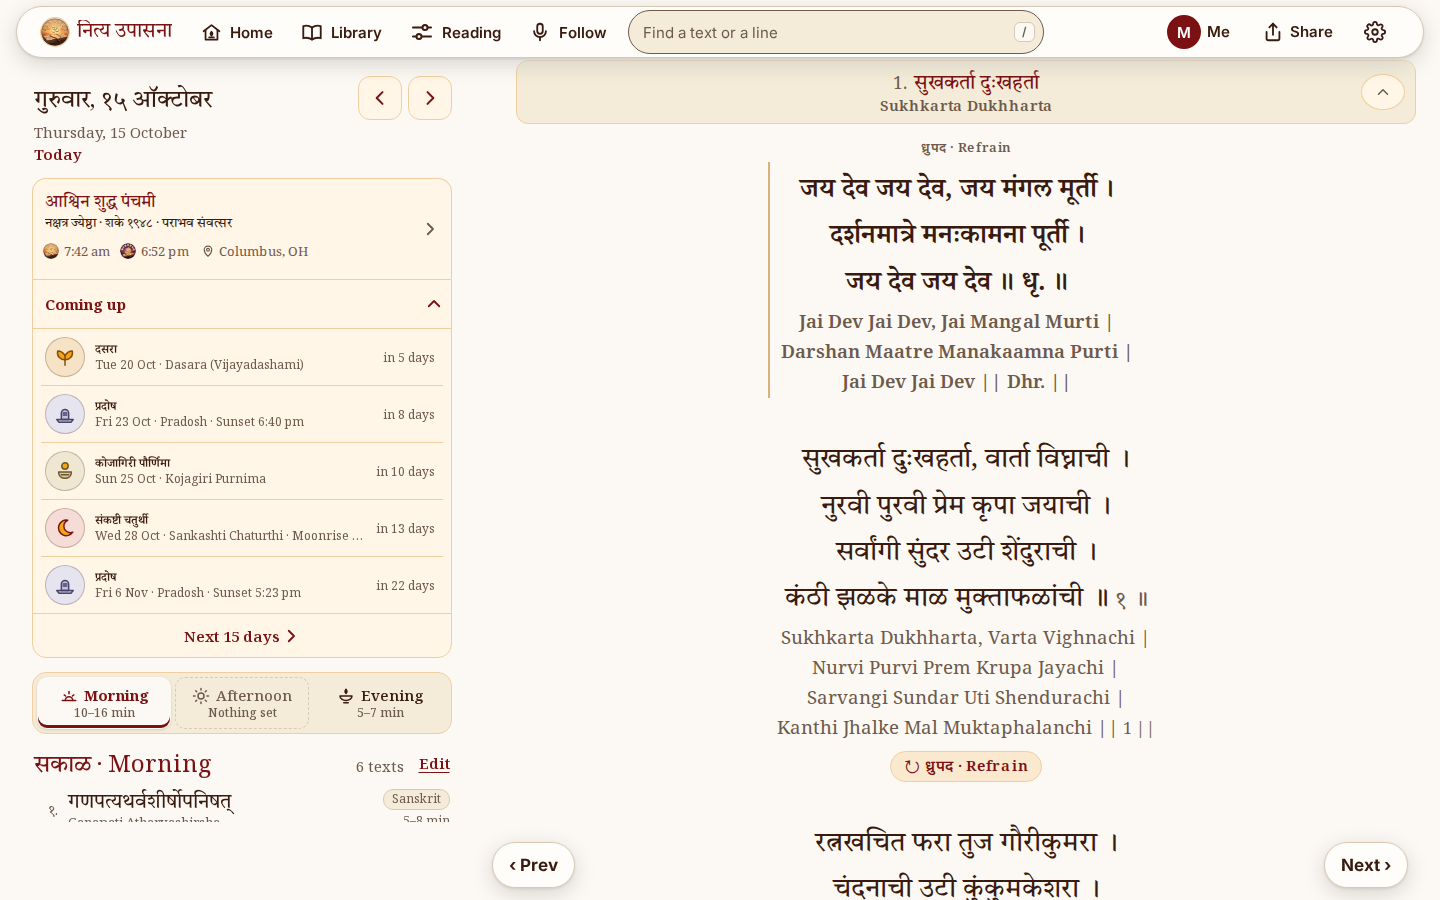 नित्य उपासना
Home
Library
Reading
Follow
Find a text or a line
/
M
Me
Share
गुरुवार, १५ ऑक्टोबर
Thursday, 15 October
Today
आश्विन शुद्ध पंचमी
नक्षत्र ज्येष्ठा · शके १९४८ · पराभव संवत्सर
7:42 am 6:52 pm Columbus, OH
Coming up
दसरा
Tue 20 Oct · Dasara (Vijayadashami)
in 5 days
प्रदोष
Fri 23 Oct · Pradosh · Sunset 6:40 pm
in 8 days
कोजागिरी पौर्णिमा
Sun 25 Oct · Kojagiri Purnima
in 10 days
संकष्टी चतुर्थी
Wed 28 Oct · Sankashti Chaturthi · Moonrise …
in 13 days
प्रदोष
Fri 6 Nov · Pradosh · Sunset 5:23 pm
in 22 days
Next 15 days
Morning
10–16 min
Afternoon
Nothing set
Evening
5–7 min
सकाळ · Morning
6 texts
Edit
१.
गणपत्यथर्वशीर्षोपनिषत्
Sanskrit
1. सुखकर्ता दुःखहर्ता
Sukhkarta Dukhharta
ध्रुपद · Refrain
जय देव जय देव, जय मंगल मूर्ती ।
दर्शनमात्रे मनःकामना पूर्ती ।
जय देव जय देव ॥ धृ. ॥
Jai Dev Jai Dev, Jai Mangal Murti |
Darshan Maatre Manakaamna Purti |
Jai Dev Jai Dev || Dhr. ||
सुखकर्ता दुःखहर्ता, वार्ता विघ्नाची ।
नुरवी पुरवी प्रेम कृपा जयाची ।
सर्वांगी सुंदर उटी शेंदुराची ।
कंठी झळके माळ मुक्ताफळांची ॥ १ ॥
Sukhkarta Dukhharta, Varta Vighnachi |
Nurvi Purvi Prem Krupa Jayachi |
Sarvangi Sundar Uti Shendurachi |
Kanthi Jhalke Mal Muktaphalanchi || 1 ||
ध्रुपद · Refrain
रत्नखचित फरा तुज गौरीकुमरा ।
चंदनाची उटी कुंकुमकेशरा ।
‹ Prev
Next ›